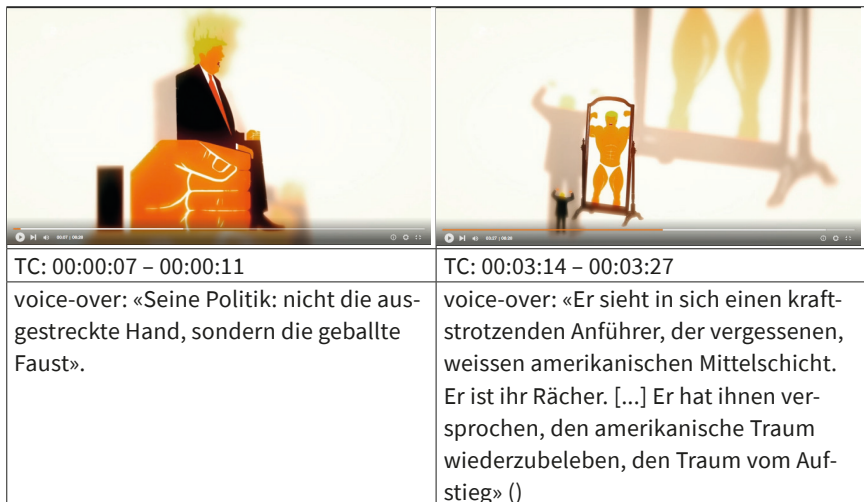 TC: 00:00:07 – 00:00:11
voice-over: «Seine Politik: nicht die aus-
gestreckte Hand, sondern die geballte
Faust».
TC: 00:03:14 – 00:03:27
voice-over: «Er sieht in sich einen kraft-
strotzenden Anführer, der vergessenen,
weissen amerikanischen Mittelschicht.
Er ist ihr Rächer. [...] Er hat ihnen ver-
sprochen, den amerikanische Traum
wiederzubeleben, den Traum vom Auf-
stieg» ()